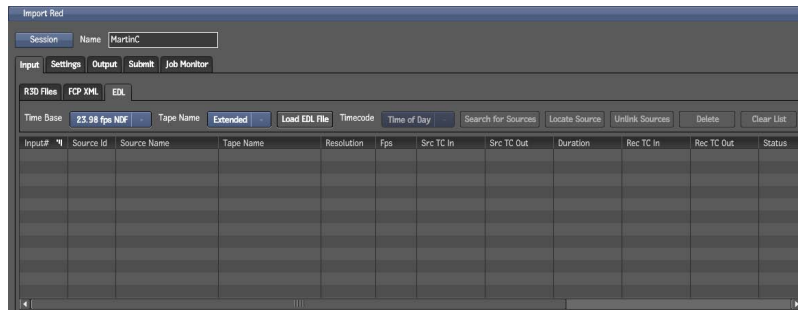 Import Red
Session Name MartinC
Input Settings Output Submit Job Monitor
R3D Files FCP XML EDL
Time Base 23.98 fps NDF Tape Name Extended Load EDL File Timecode Time of Day Search for Sources Locate Source Unlink Sources Delete Clear List
Input# Source Id Source Name Tape Name Resolution Fps Src TC In Src TC Out Duration Rec TC In Rec TC Out Status